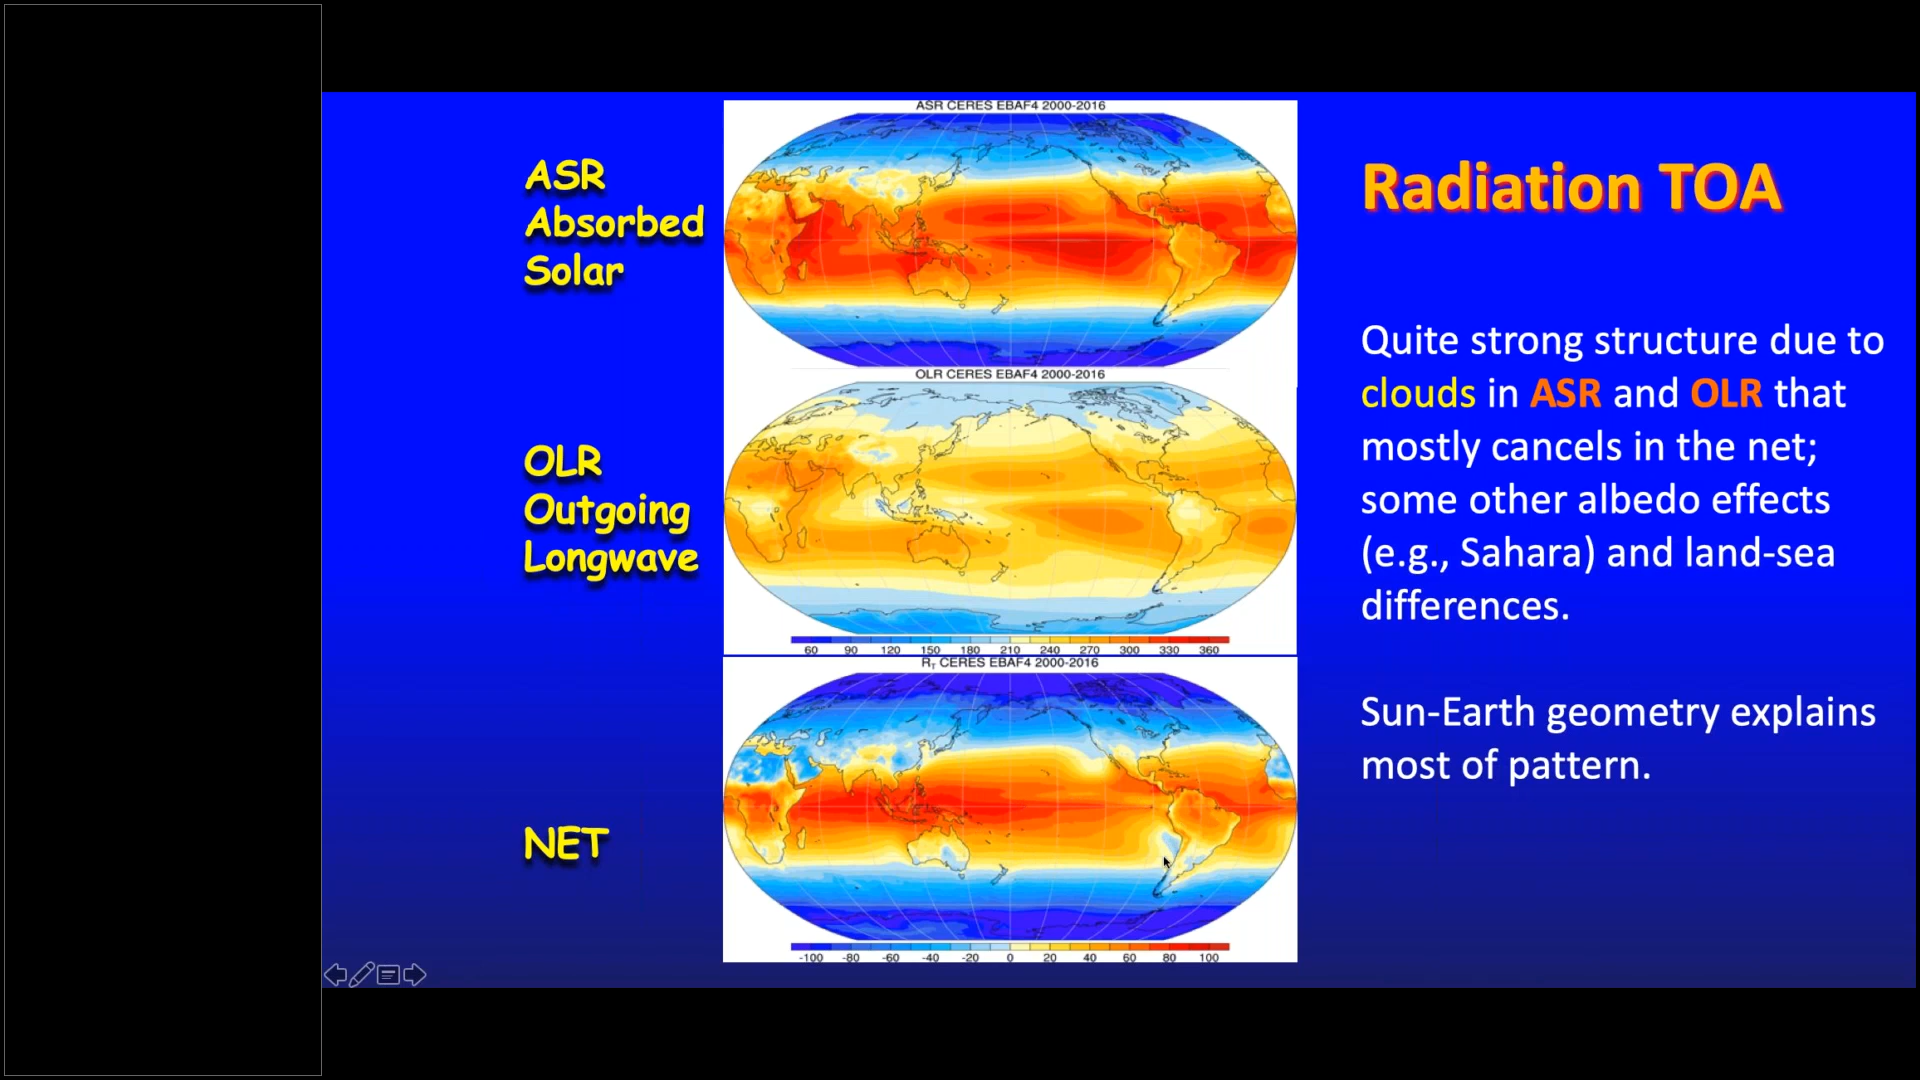 ASR CERES EBAF4 2000-2016
ASR
Absorbed
Solar
OLR CERES EBAF4 2000-2016
OLR
Outgoing
Longwave
60 90 120 150 180 210 240 270 300 330 360
R_T CERES EBAF4 2000-2016
NET
-100 -80 -60 -40 -20 0 20 40 60 80 100
Radiation TOA
Quite strong structure due to
clouds in ASR and OLR that
mostly cancels in the net;
some other albedo effects
(e.g., Sahara) and land-sea
differences.
Sun-Earth geometry explains
most of pattern.